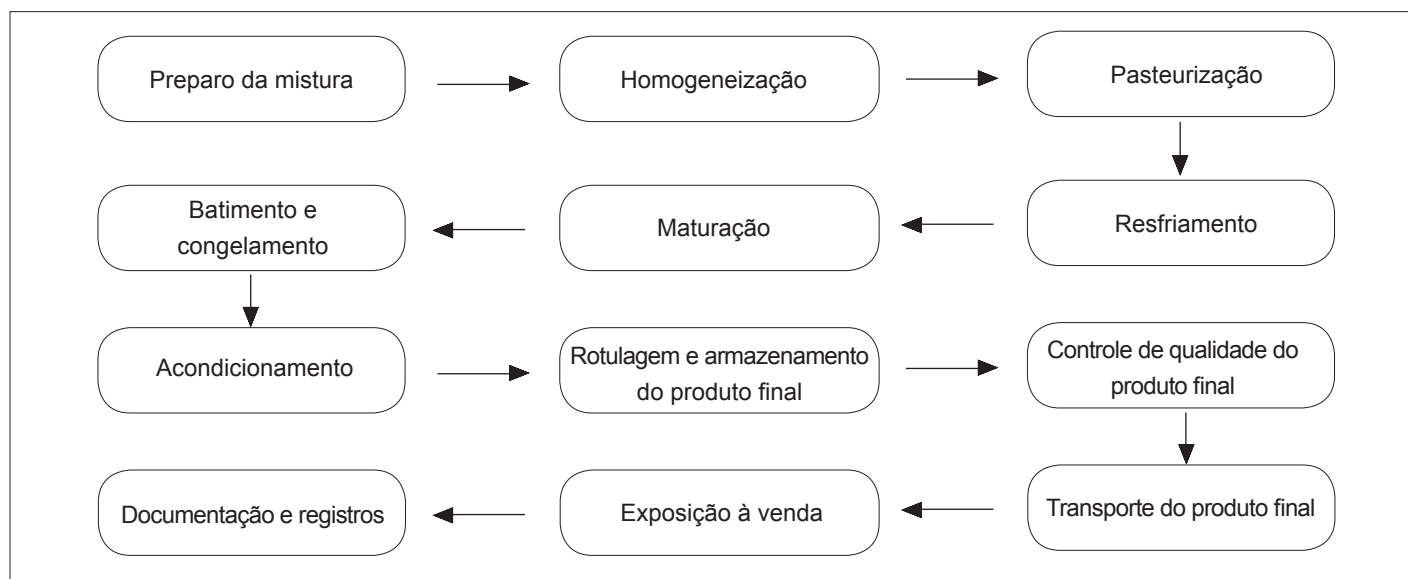 Preparo da mistura
Homogeneização
Pasteurização
Resfriamento
Maturação
Batimento e
congelamento
Acondicionamento
Rotulagem e armazenamento
do produto final
Controle de qualidade do
produto final
Transporte do produto final
Exposição à venda
Documentação e registros